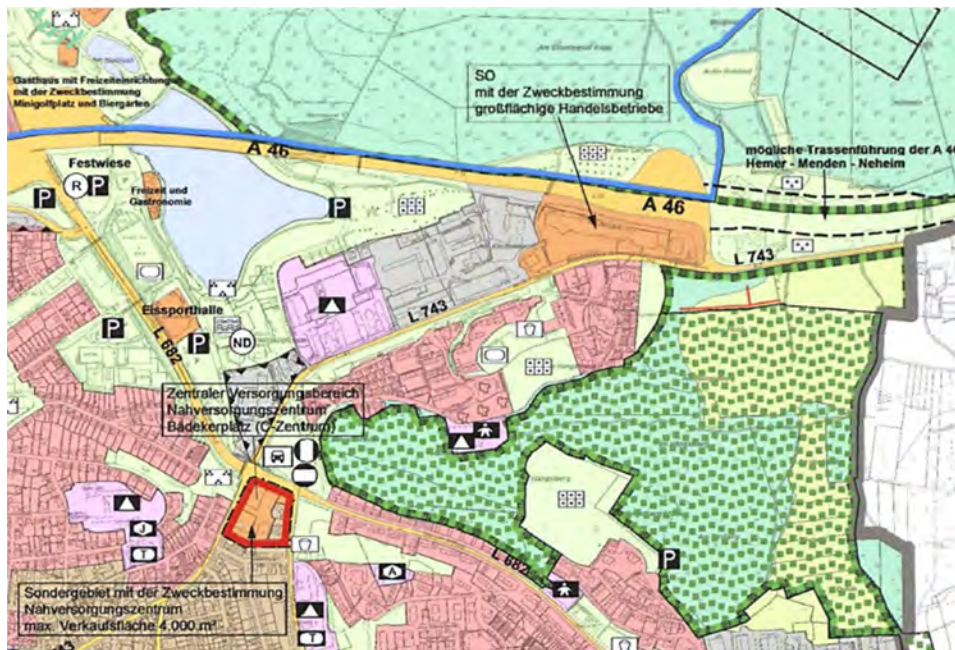 Gasthaus mit Freizeiteinrichtung
mit der Zweckbestimmung
Minigolfplatz und Biergarten
SO
mit der Zweckbestimmung
großflächige Handelsbetriebe
A 46
mögliche Trassenführung der A 46
Hemer - Menden - Neheim
Festwiese
R
P
P
Freizeit und
Gastronomie
P
A 46
L 743
L 743
Eissporthalle
P
P
ND
L 682
Zentraler Versorgungsbereich
Nahversorgungszentrum
Bädekerplatz (C-Zentrum)
J
T
A
L 682
P
Sondergebiet mit der Zweckbestimmung
Nahversorgungszentrum
max. Verkaufsfläche 4.000 m²
T